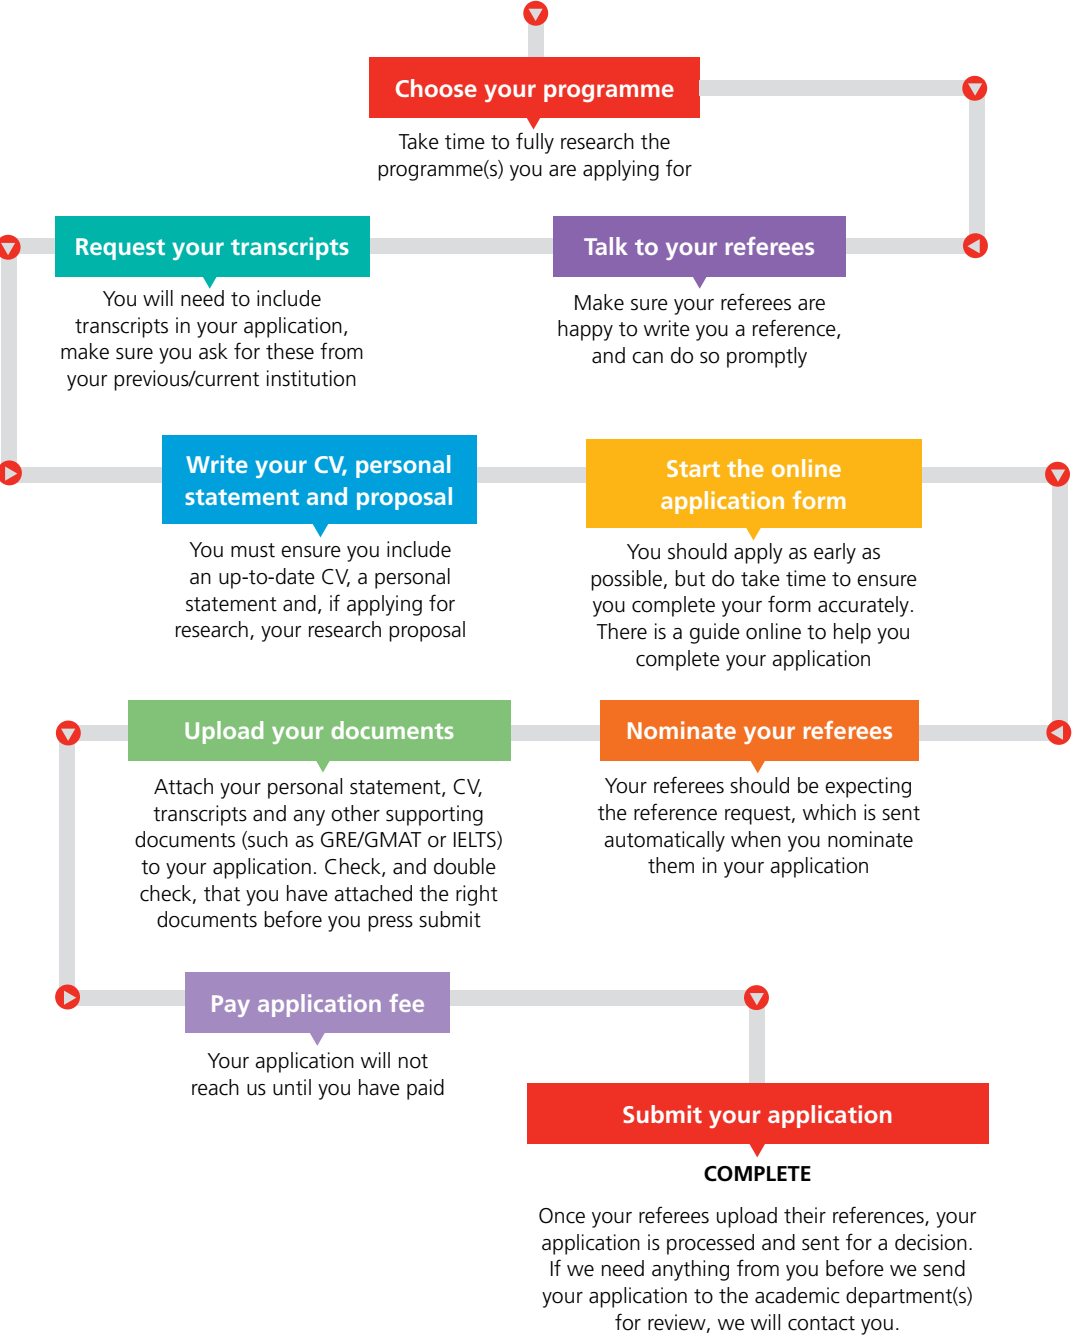 Choose your programme
Take time to fully research the
programme(s) you are applying for
Talk to your referees
Make sure your referees are
happy to write you a reference,
and can do so promptly
Request your transcripts
You will need to include
transcripts in your application,
make sure you ask for these from
your previous/current institution
Write your CV, personal
statement and proposal
You must ensure you include
an up-to-date CV, a personal
statement and, if applying for
research, your research proposal
Start the online
application form
You should apply as early as
possible, but do take time to ensure
you complete your form accurately.
There is a guide online to help you
complete your application
Nominate your referees
Your referees should be expecting
the reference request, which is sent
automatically when you nominate
them in your application
Upload your documents
Attach your personal statement, CV,
transcripts and any other supporting
documents (such as GRE/GMAT or IELTS)
to your application. Check, and double
check, that you have attached the right
documents before you press submit
Pay application fee
Your application will not
reach us until you have paid
Submit your application
COMPLETE
Once your referees upload their references, your
application is processed and sent for a decision.
If we need anything from you before we send
your application to the academic department(s)
for review, we will contact you.